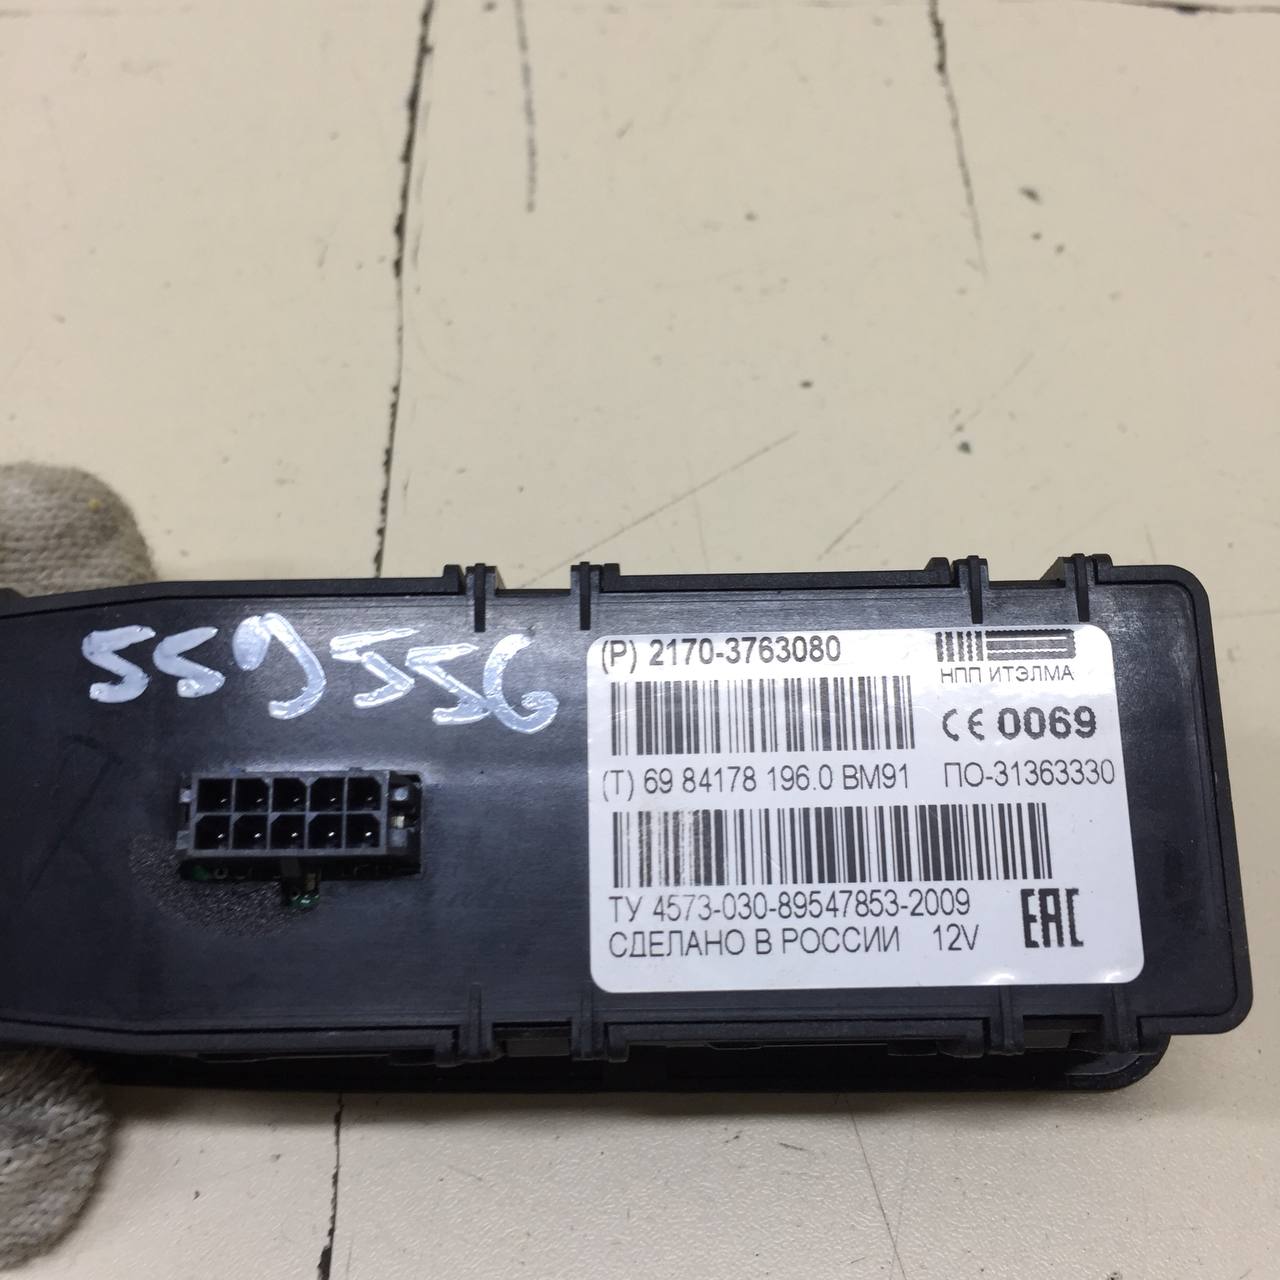 559556
(P) 2170-3763080
НПП ИТЭЛМА
CE 0069
(T) 69 84178 196.0 BM91 ПО-31363330
ТУ 4573-030-89547853-2009
СДЕЛАНО В РОССИИ 12V
EAC